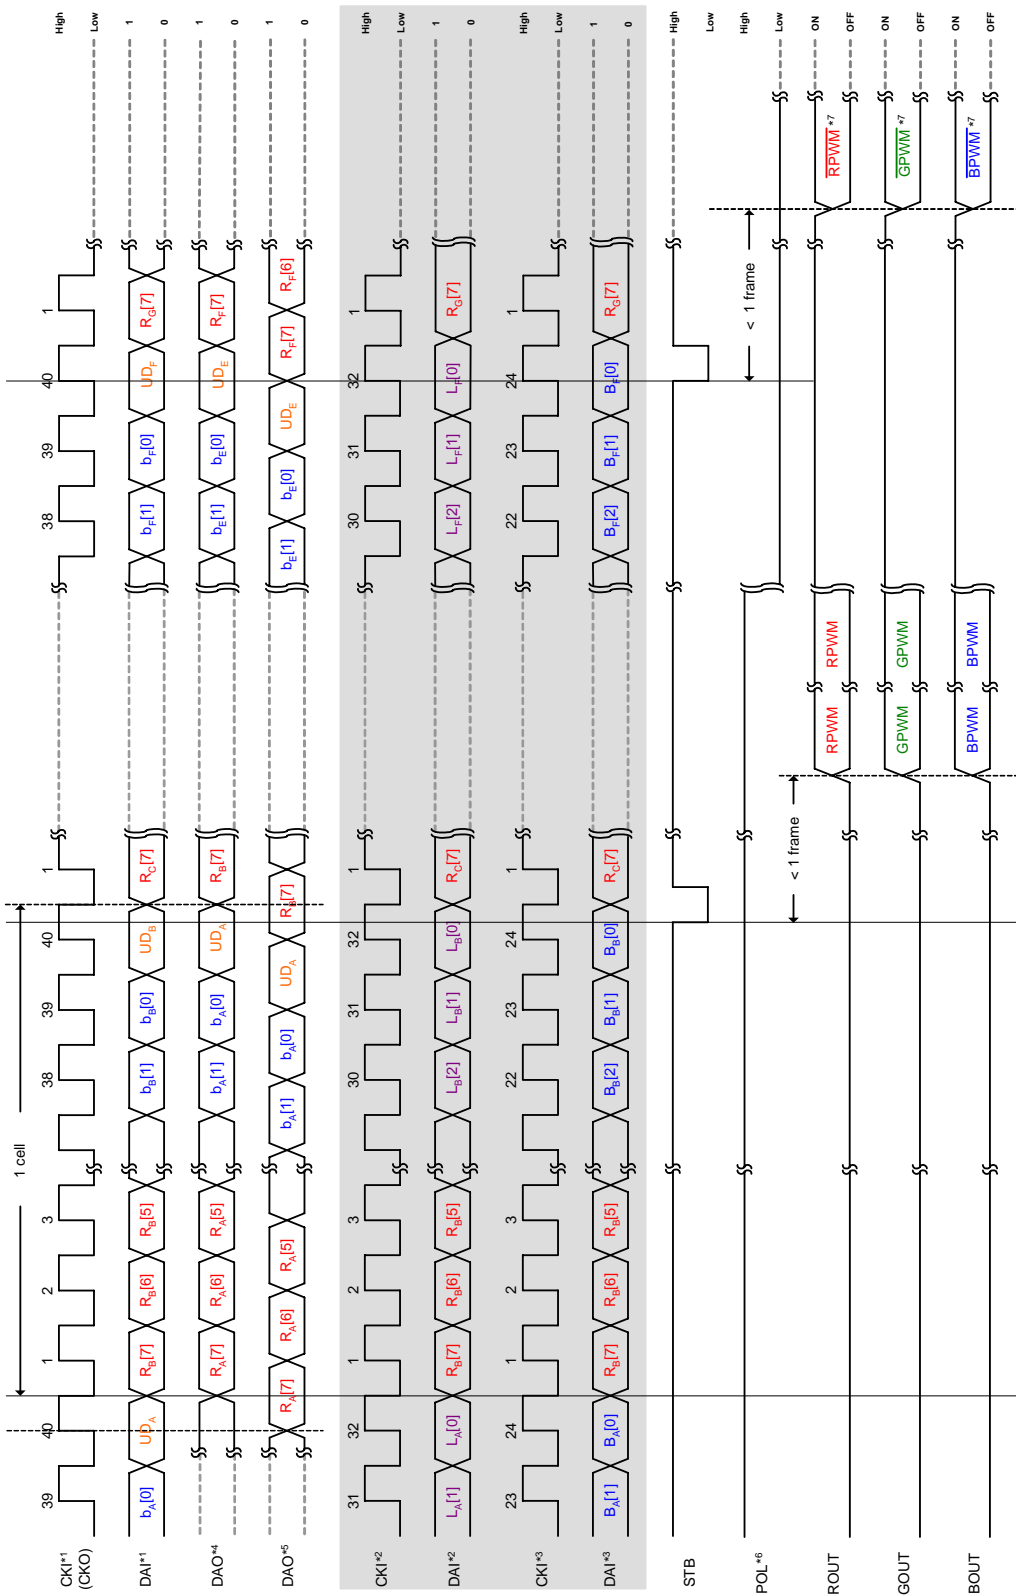 1 cell
39 40 1 2 3 38 39 40 1 38 39 40 1
CKI*1 High
(CKO) Low
DAI*1 bA[0] UDA RB[7] RB[6] RB[5] bB[1] bB[0] UDB RC[7] bF[1] bF[0] UDF RG[7] 1 0
DAO*4 RA[7] RA[6] RA[5] bA[1] bA[0] UDA RB[7] bE[1] bE[0] UDE RF[7] 1 0
DAO*5 RA[7] RA[6] RA[5] bA[1] bA[0] UDA RB[7] bE[1] bE[0] UDE RF[7] RF[6] 1 0
31 32 1 2 3 30 31 32 1 30 31 32 1
CKI*2 High Low
DAI*2 LA[1] LA[0] RB[7] RB[6] RB[5] LB[2] LB[1] LB[0] RC[7] LF[2] LF[1] LF[0] RG[7] 1 0
23 24 1 2 3 22 23 24 1 22 23 24 1
CKI*3 High Low
DAI*3 BA[1] BA[0] RB[7] RB[6] RB[5] BB[2] BB[1] BB[0] RC[7] BF[2] BF[1] BF[0] RG[7] 1 0
STB High Low
POL*6 < 1 frame High Low
< 1 frame
ROUT RPWM RPWM RPWM*7 ON OFF
GOUT GPWM GPWM GPWM*7 ON OFF
BOUT BPWM BPWM BPWM*7 ON OFF